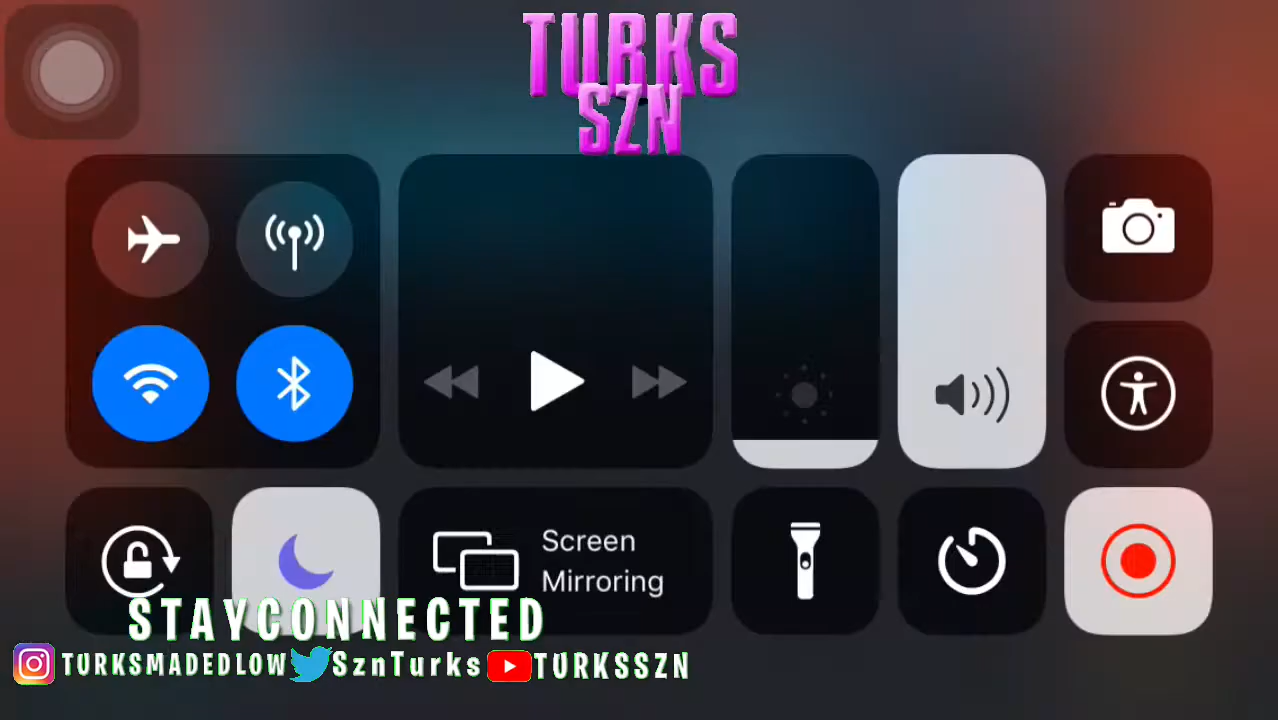 TURKS
SZN
Screen
Mirroring
STAYCONNECTED
TURKSMADEDLOW SznTurks TURKSSZN